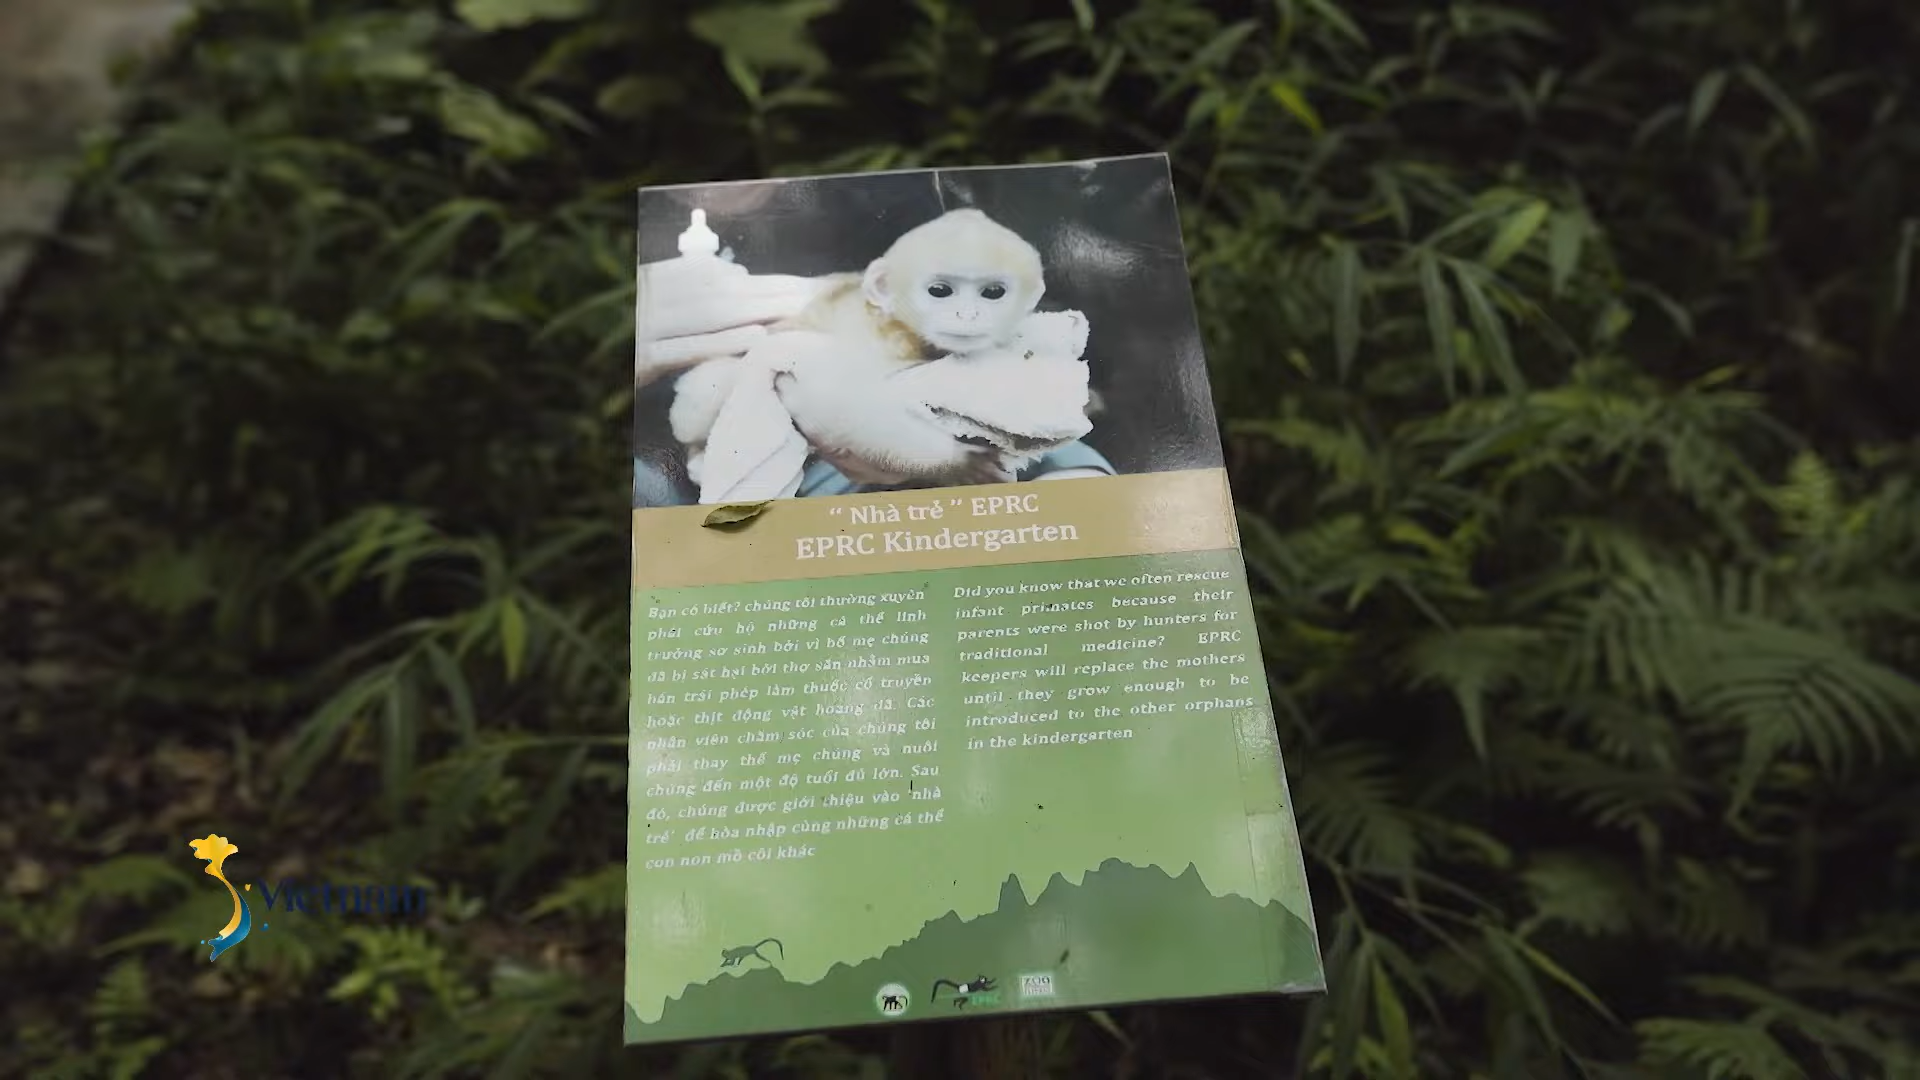 “ Nhà trẻ ” EPRC
EPRC Kindergarten
Bạn có biết? chúng tôi thường xuyên
phải cứu hộ những cá thể linh
trưởng sơ sinh bởi vì bố mẹ chúng
đã bị sát hại bởi thợ săn nhằm mua
bán trái phép làm thuốc cổ truyền
hoặc thịt động vật hoang dã. Các
nhân viên chăm sóc của chúng tôi
phải thay thế mẹ chúng và nuôi
chúng đến một độ tuổi đủ lớn. Sau
đó, chúng được giới thiệu vào 'nhà
trẻ' để hòa nhập cùng những cá thể
con non mồ côi khác
Did you know that we often rescue
infant primates because their
parents were shot by hunters for
traditional medicine? EPRC
keepers will replace the mothers
until they grow enough to be
introduced to the other orphans
in the kindergarten
EPRC
ZOO
Vietnam